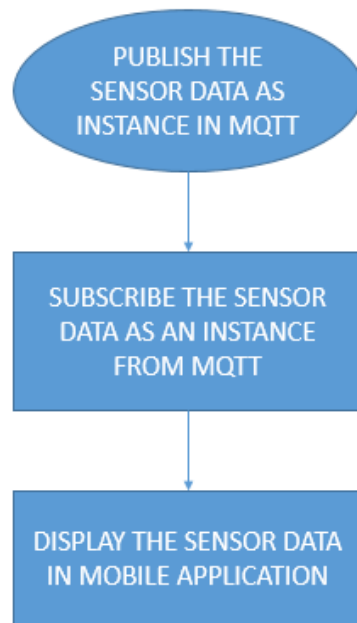 PUBLISH THE
SENSOR DATA AS
INSTANCE IN MQTT
SUBSCRIBE THE SENSOR
DATA AS AN INSTANCE
FROM MQTT
DISPLAY THE SENSOR DATA
IN MOBILE APPLICATION